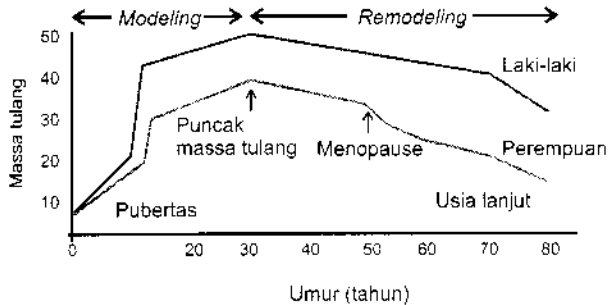 Modeling Remodeling
50
40
30
20
10
Massa tulang
Laki-laki
Puncak
massa tulang
Menopause
Perempuan
Pubertas
Usia lanjut
0 20 30 40 50 60 70 80
Umur (tahun)